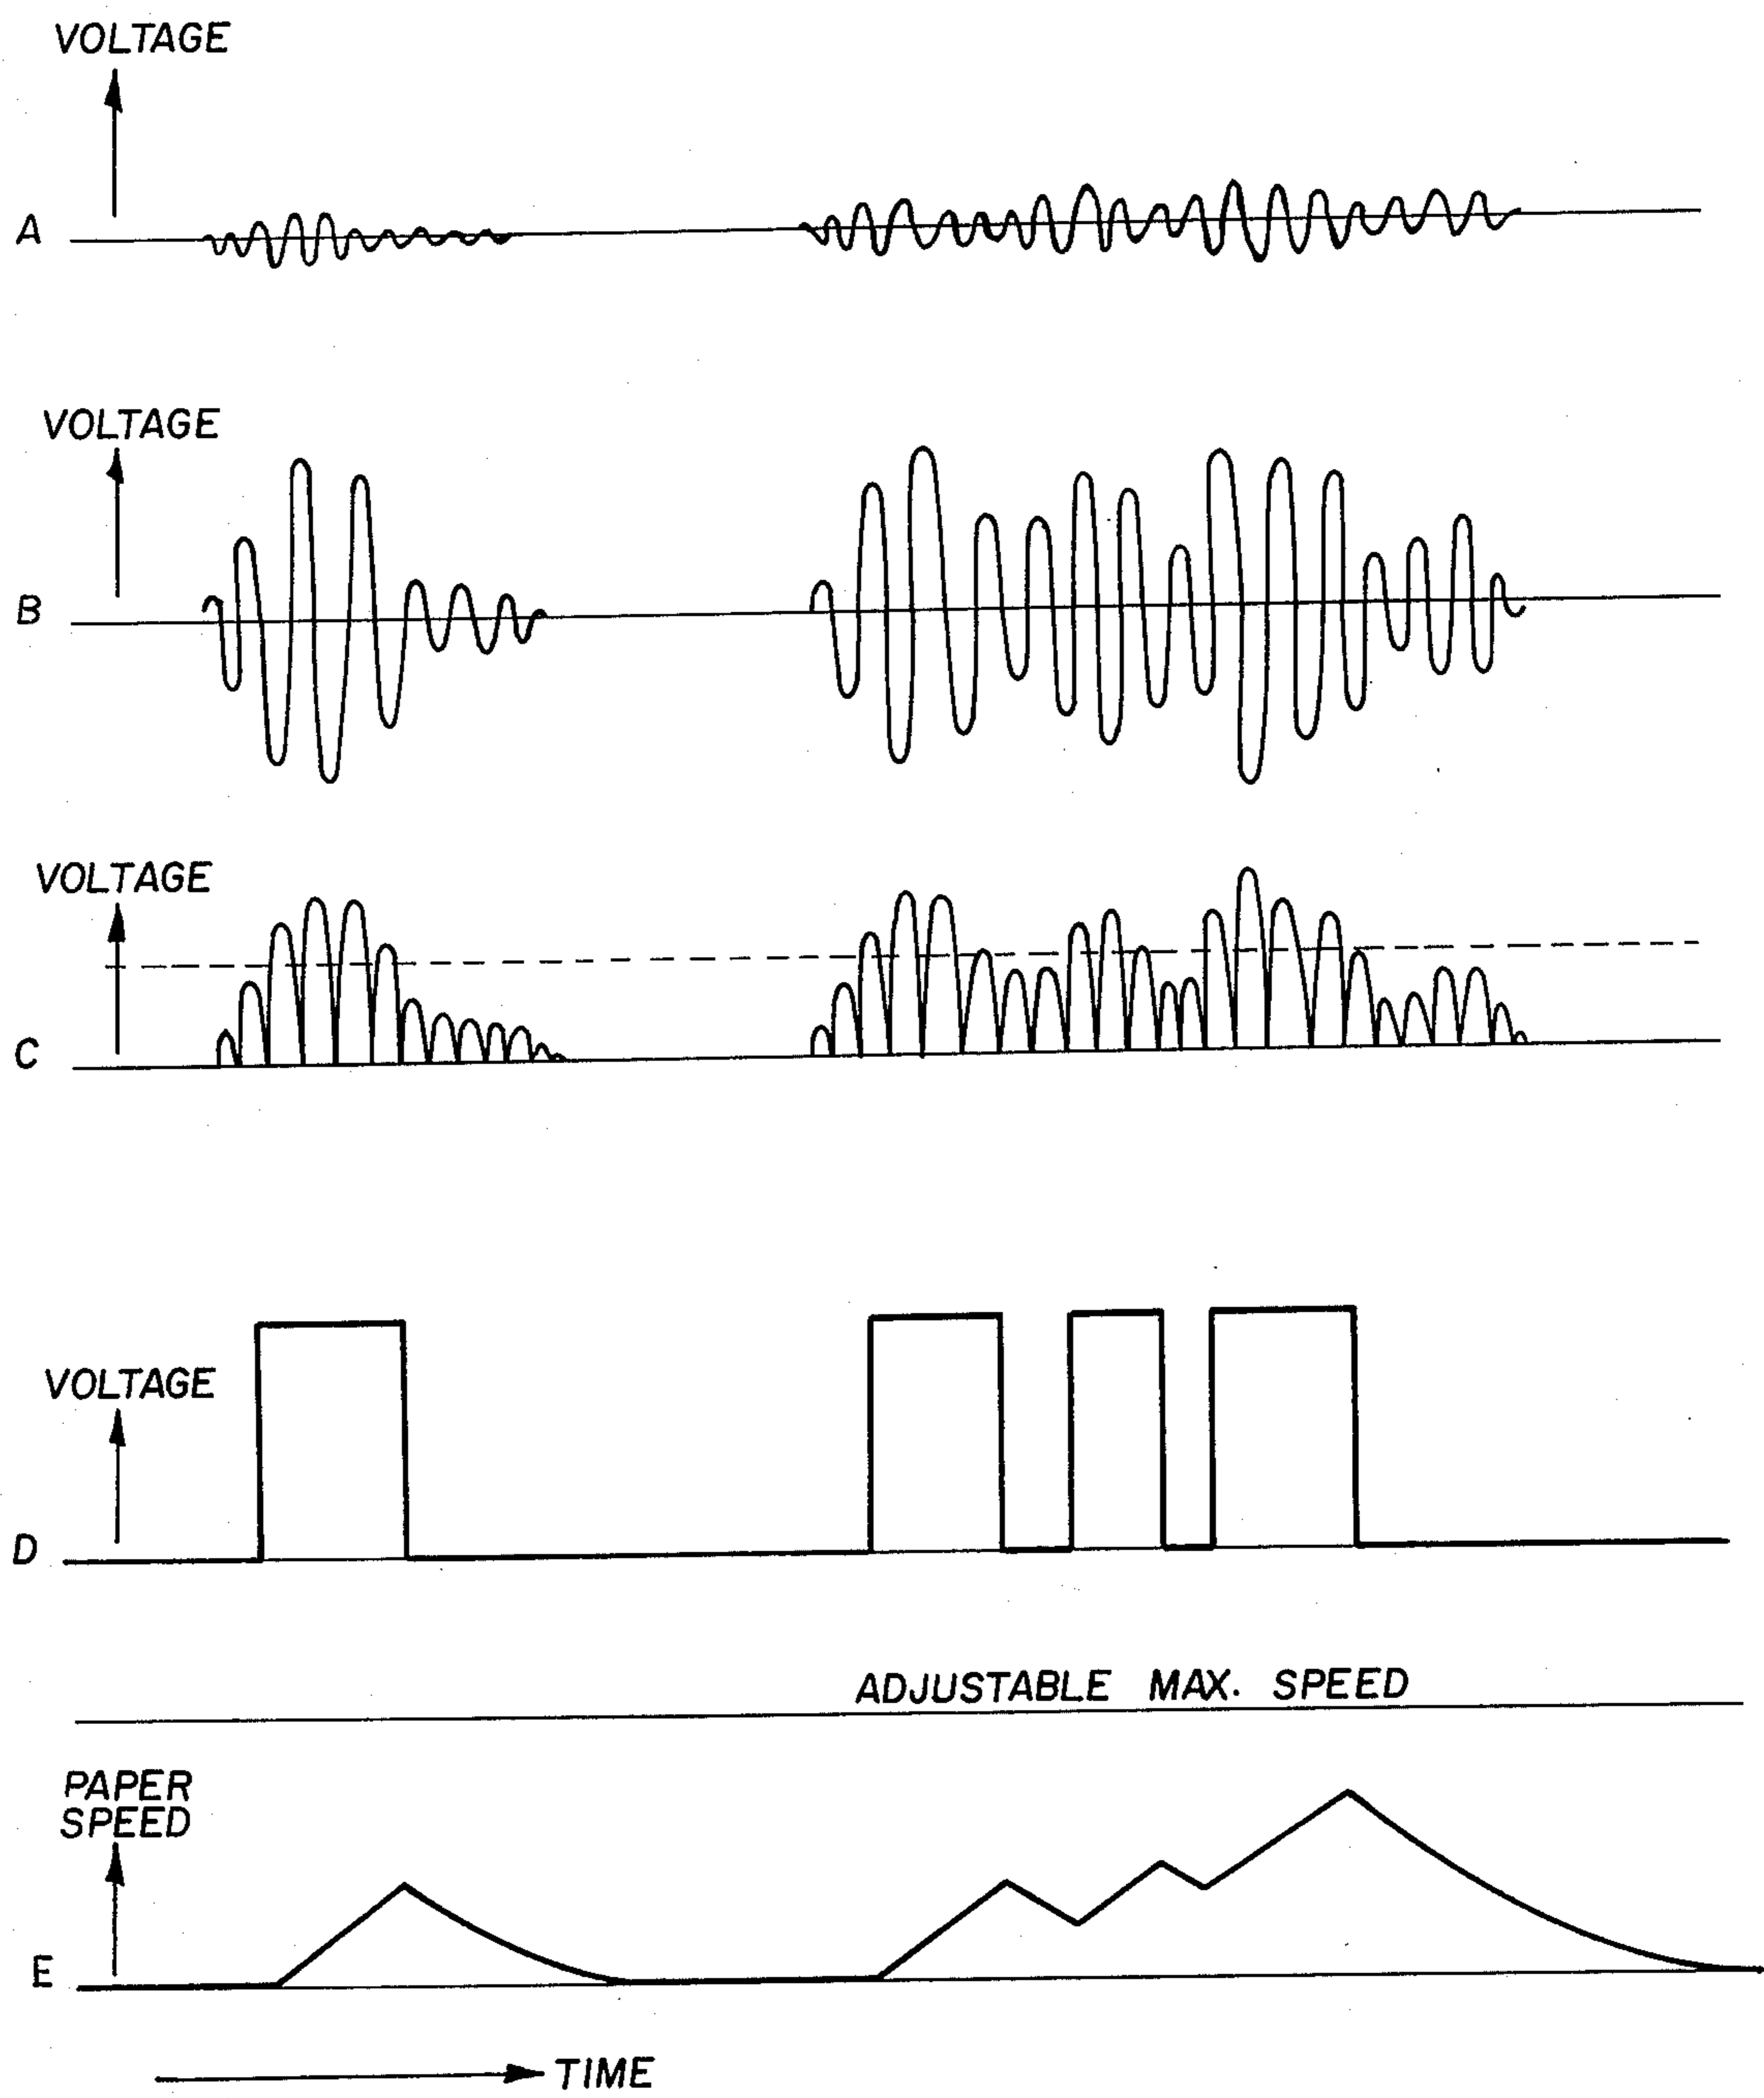 VOLTAGE
A
VOLTAGE
B
VOLTAGE
C
VOLTAGE
D
ADJUSTABLE MAX. SPEED
PAPER
SPEED
E
TIME